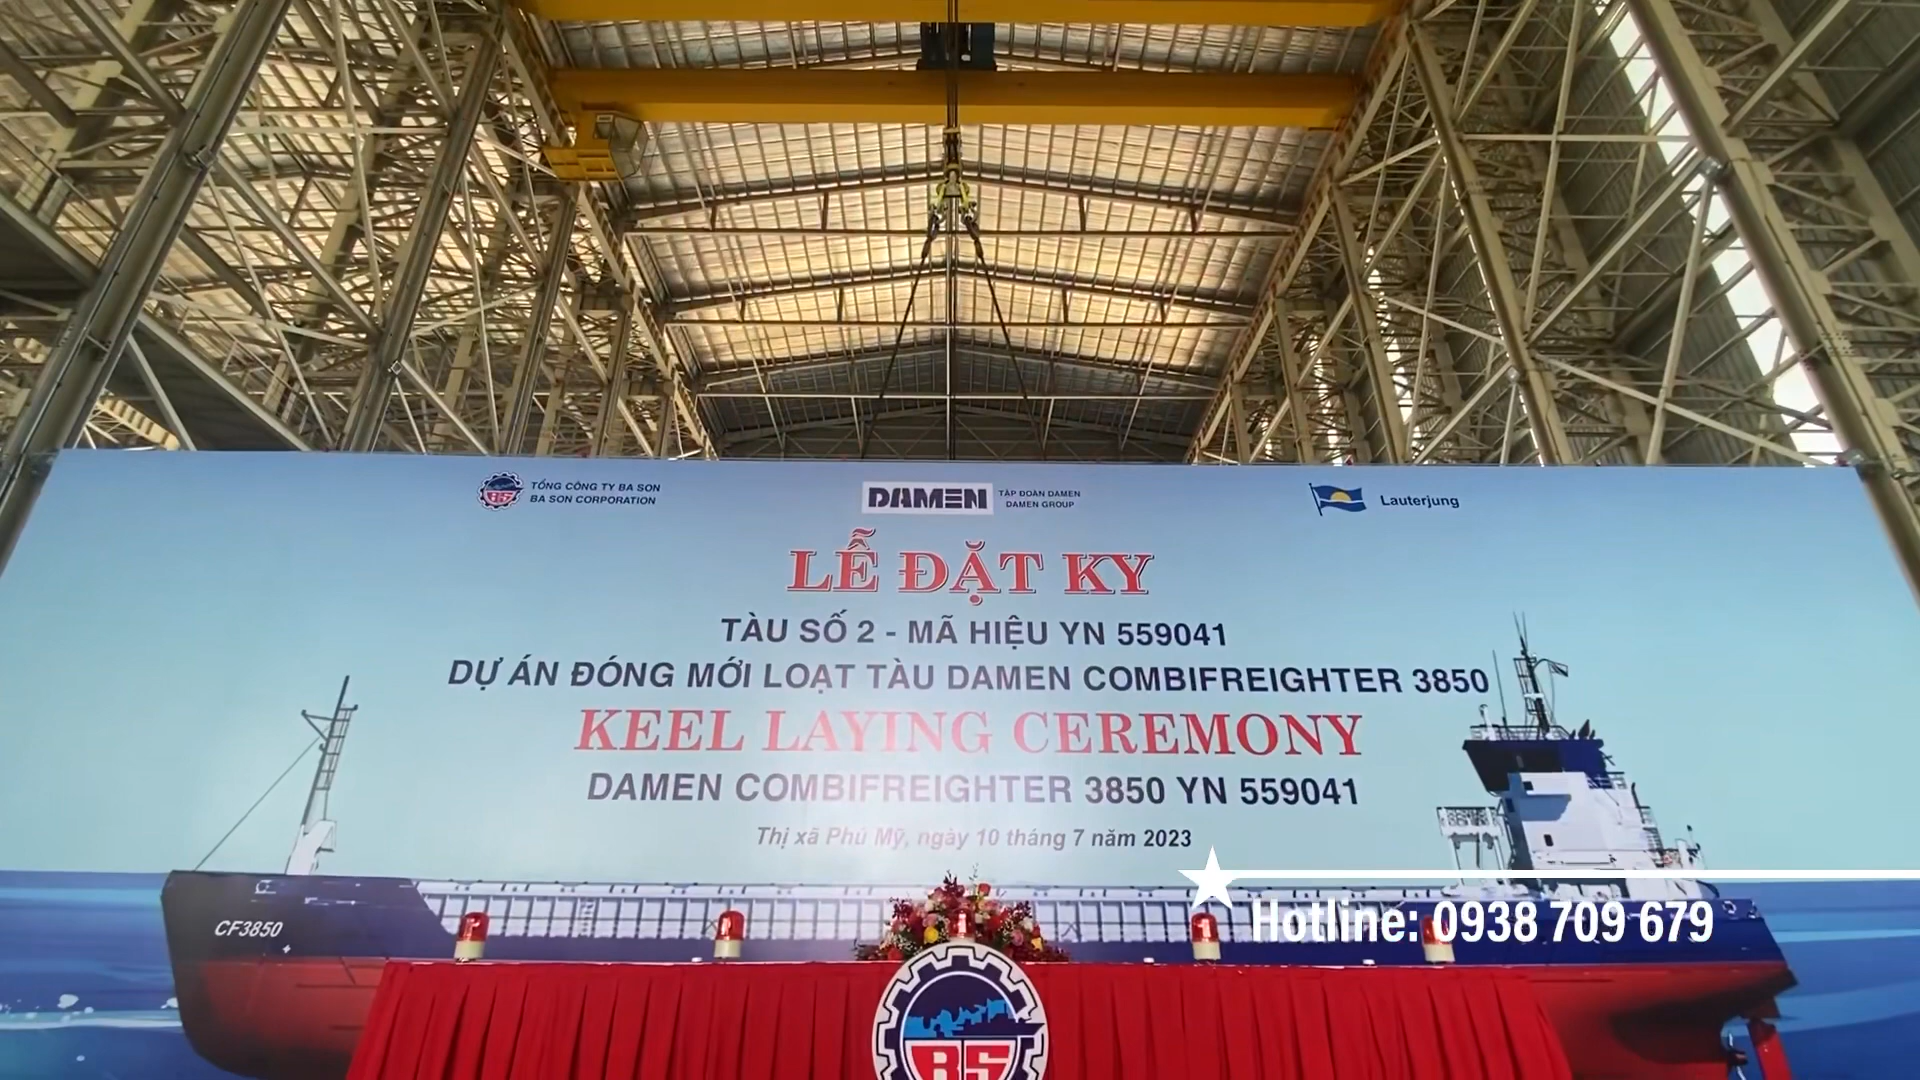 TỔNG CÔNG TY BA SON
BA SON CORPORATION
DAMEN
TẬP ĐOÀN DAMEN
DAMEN GROUP
Lauterjung
LỄ ĐẶT KY
TÀU SỐ 2 - MÃ HIỆU YN 559041
DỰ ÁN ĐÓNG MỚI LOẠT TÀU DAMEN COMBIFREIGHTER 3850
KEEL LAYING CEREMONY
DAMEN COMBIFREIGHTER 3850 YN 559041
Thị xã Phú Mỹ, ngày 10 tháng 7 năm 2023
CF3850
Hotline: 0938 709 679
BS